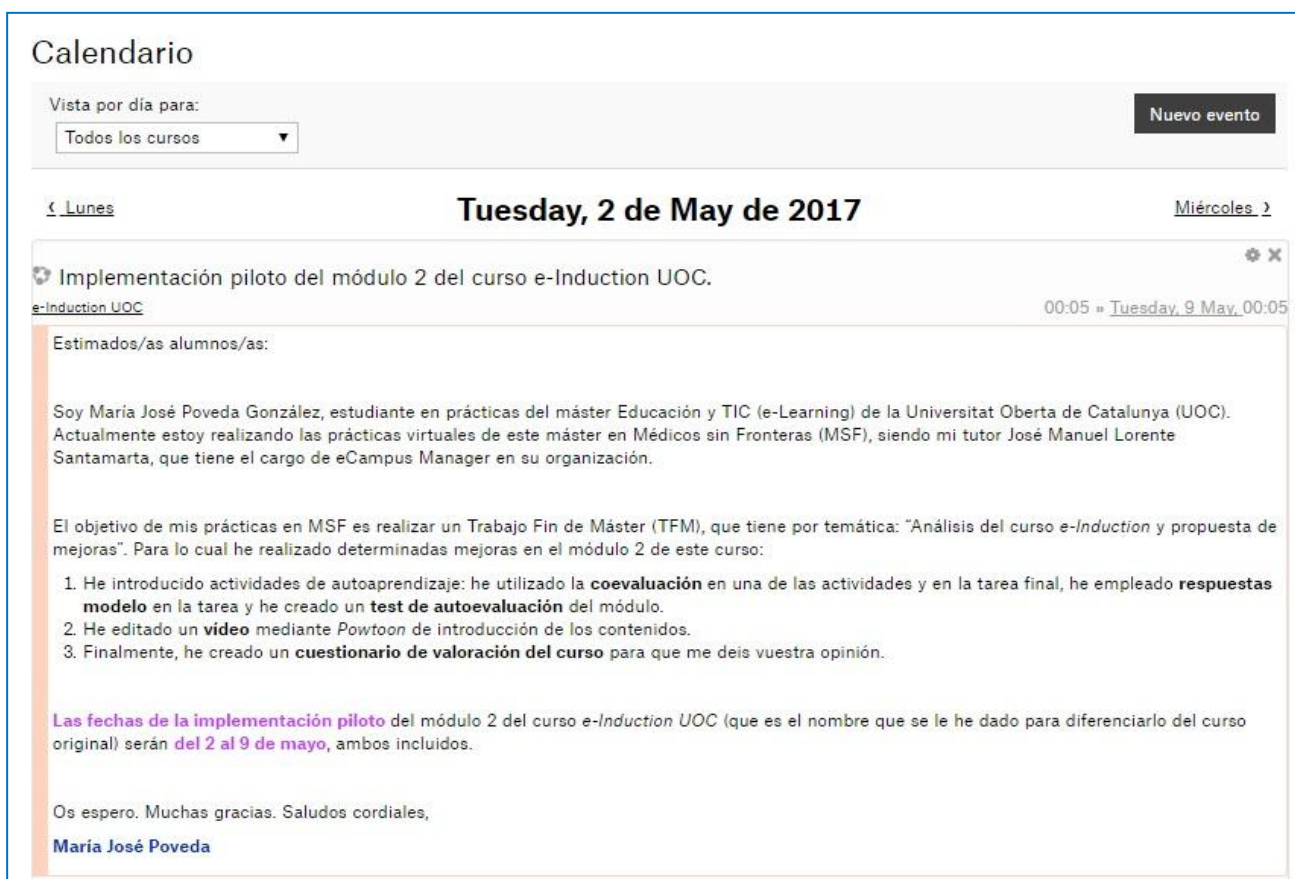 Calendario
Vista por día para:
Todos los cursos
Nuevo evento
Lunes
Tuesday, 2 de May de 2017
Miércoles
Implementación piloto del módulo 2 del curso e-Induction UOC.
e-Induction UOC
00:05 » Tuesday, 9 May, 00:05
Estimados/as alumnos/as:
Soy María José Poveda González, estudiante en prácticas del máster Educación y TIC (e-Learning) de la Universitat Oberta de Catalunya (UOC).
Actualmente estoy realizando las prácticas virtuales de este máster en Médicos sin Fronteras (MSF), siendo mi tutor José Manuel Lorente
Santamarta, que tiene el cargo de eCampus Manager en su organización.
El objetivo de mis prácticas en MSF es realizar un Trabajo Fin de Máster (TFM), que tiene por temática: “Análisis del curso e-Induction y propuesta de
mejoras”. Para lo cual he realizado determinadas mejoras en el módulo 2 de este curso:
1. He introducido actividades de autoaprendizaje: he utilizado la coevaluación en una de las actividades y en la tarea final, he empleado respuestas
modelo en la tarea y he creado un test de autoevaluación del módulo.
2. He editado un vídeo mediante Powtoon de introducción de los contenidos.
3. Finalmente, he creado un cuestionario de valoración del curso para que me deis vuestra opinión.
Las fechas de la implementación piloto del módulo 2 del curso e-Induction UOC (que es el nombre que se le he dado para diferenciarlo del curso
original) serán del 2 al 9 de mayo, ambos incluidos.
Os espero. Muchas gracias. Saludos cordiales,
María José Poveda